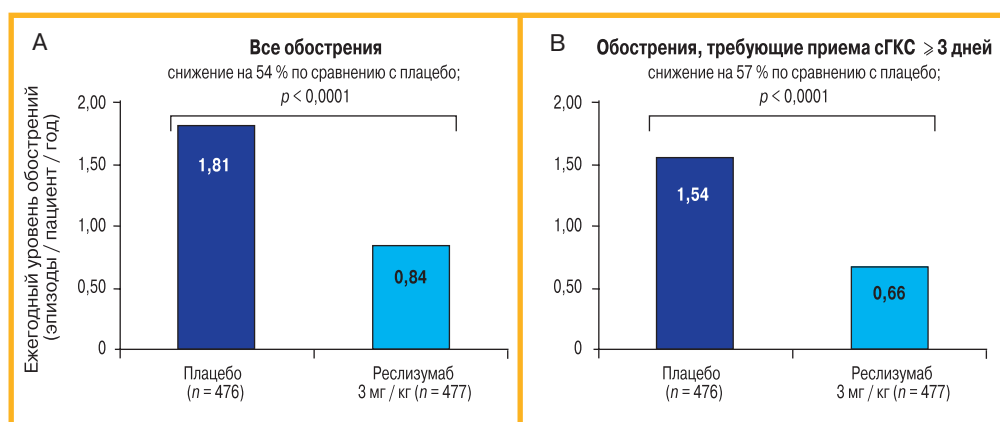 A
Все обострения
снижение на 54 % по сравнению с плацебо;
p < 0,0001
Ежегодный уровень обострений
(эпизоды / пациент / год)
2,00
1,50
1,00
0,50
0
1,81
0,84
Плацебо
(n = 476)
Реслизумаб
3 мг / кг (n = 477)
B
Обострения, требующие приема сГКС ⩾ 3 дней
снижение на 57 % по сравнению с плацебо;
p < 0,0001
2,00
1,50
1,00
0,50
0
1,54
0,66
Плацебо
(n = 476)
Реслизумаб
3 мг / кг (n = 477)